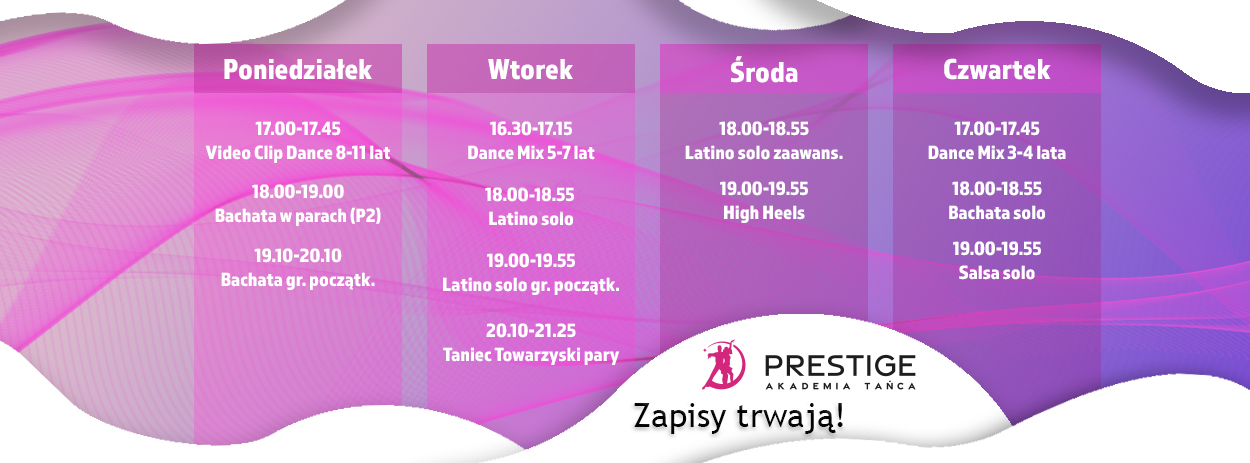 Poniedziałek
17.00-17.45
Video Clip Dance 8-11 lat
18.00-19.00
Bachata w parach (P2)
19.10-20.10
Bachata gr. początk.
Wtorek
16.30-17.15
Dance Mix 5-7 lat
18.00-18.55
Latino solo
19.00-19.55
Latino solo gr. początk.
20.10-21.25
Taniec Towarzyski pary
Środa
18.00-18.55
Latino solo zaawans.
19.00-19.55
High Heels
Czwartek
17.00-17.45
Dance Mix 3-4 lata
18.00-18.55
Bachata solo
19.00-19.55
Salsa solo
PRESTIGE
AKADEMIA TAŃCA
Zapisy trwają!